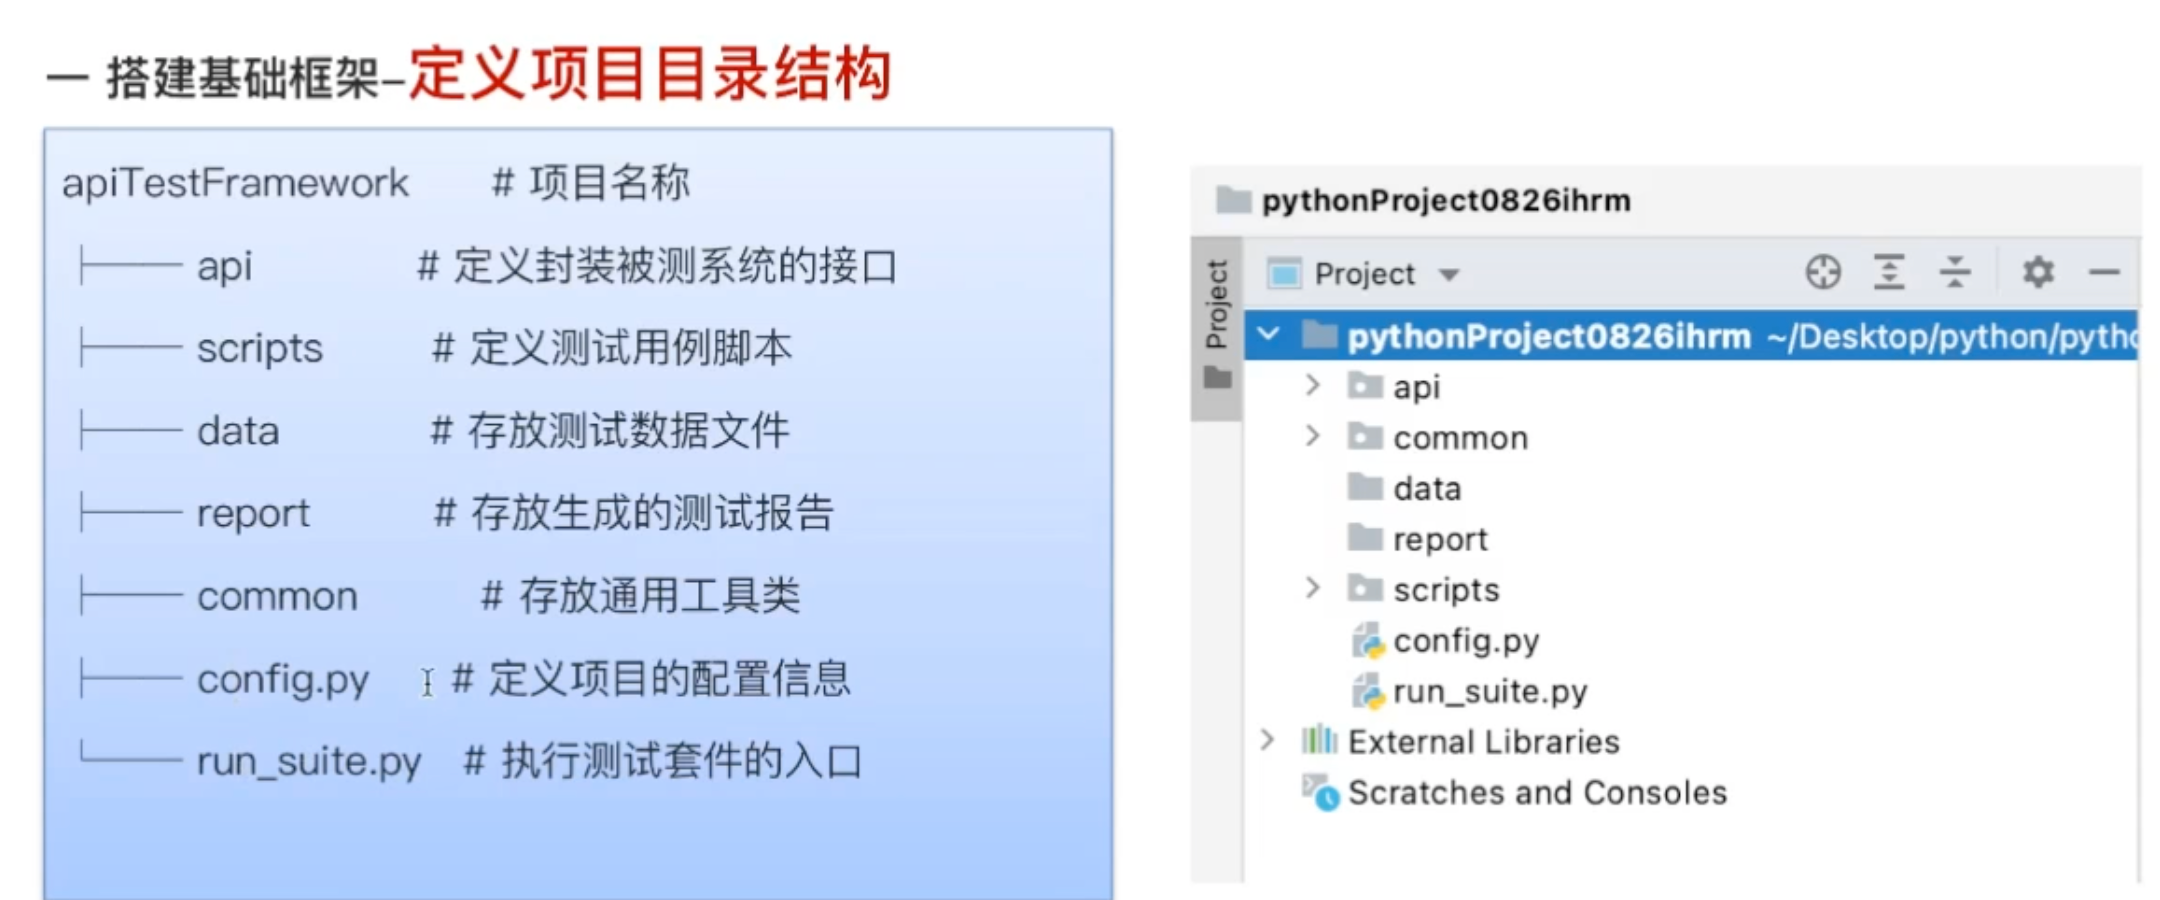 一 搭建基础框架–定义项目目录结构
apiTestFramework # 项目名称
├── api # 定义封装被测系统的接口
├── scripts # 定义测试用例脚本
├── data # 存放测试数据文件
├── report # 存放生成的测试报告
├── common # 存放通用工具类
├── config.py # 定义项目的配置信息
└── run_suite.py # 执行测试套件的入口
pythonProject0826ihrm
Project
Project
pythonProject0826ihrm ~/Desktop/python/pytho
api
common
data
report
scripts
config.py
run_suite.py
External Libraries
Scratches and Consoles